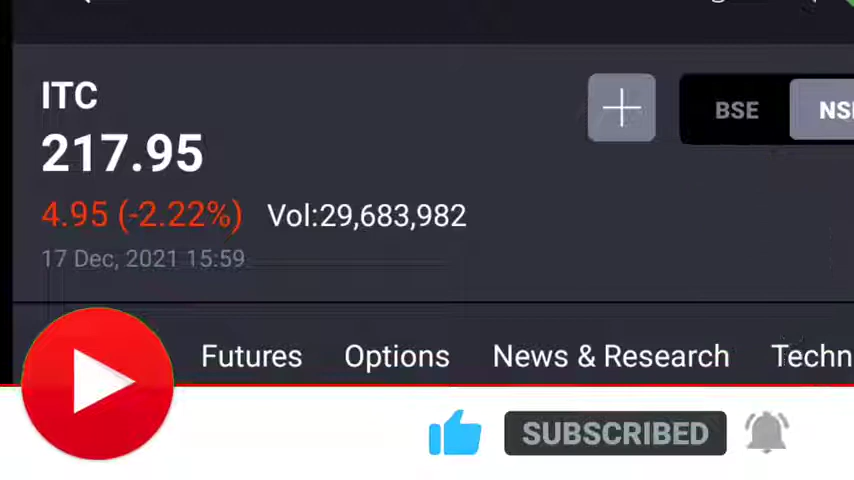 ITC
217.95
4.95 (-2.22%) Vol:29,683,982
17 Dec, 2021 15:59
BSE
Futures Options News & Research
SUBSCRIBED